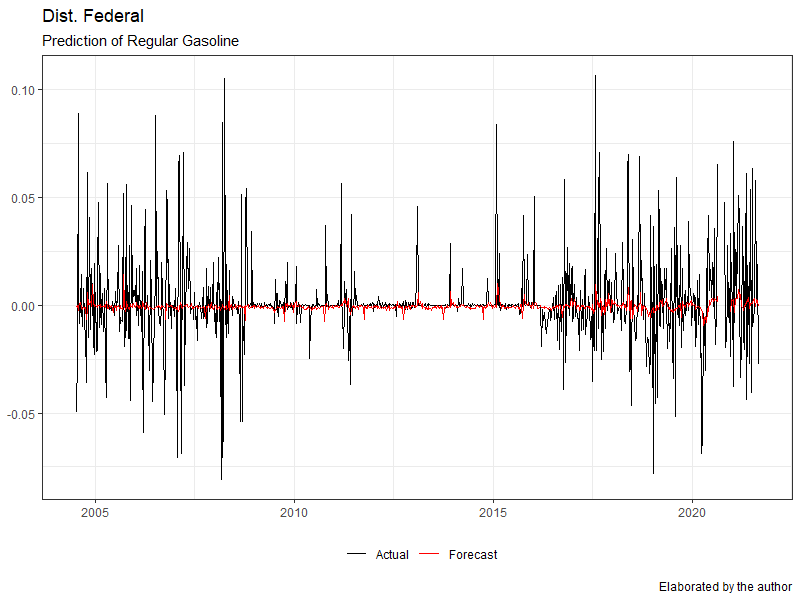 Dist. Federal
Prediction of Regular Gasoline
0.10
0.05
0.00
-0.05
2005 2010 2015 2020
Actual Forecast
Elaborated by the author